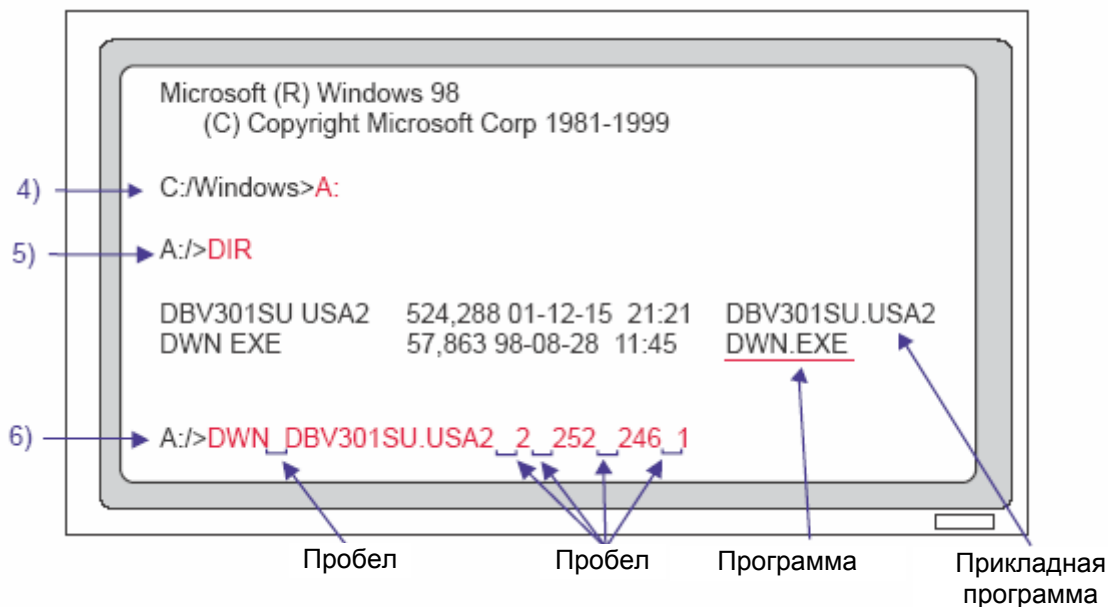 Microsoft (R) Windows 98
(C) Copyright Microsoft Corp 1981-1999
4) C:/Windows>A:
5) A:/>DIR
DBV301SU USA2 524,288 01-12-15 21:21 DBV301SU.USA2
DWN EXE 57,863 98-08-28 11:45 DWN.EXE
6) A:/>DWN DBV301SU.USA2 2 252 246 1
Пробел Пробел Программа Прикладная
программа